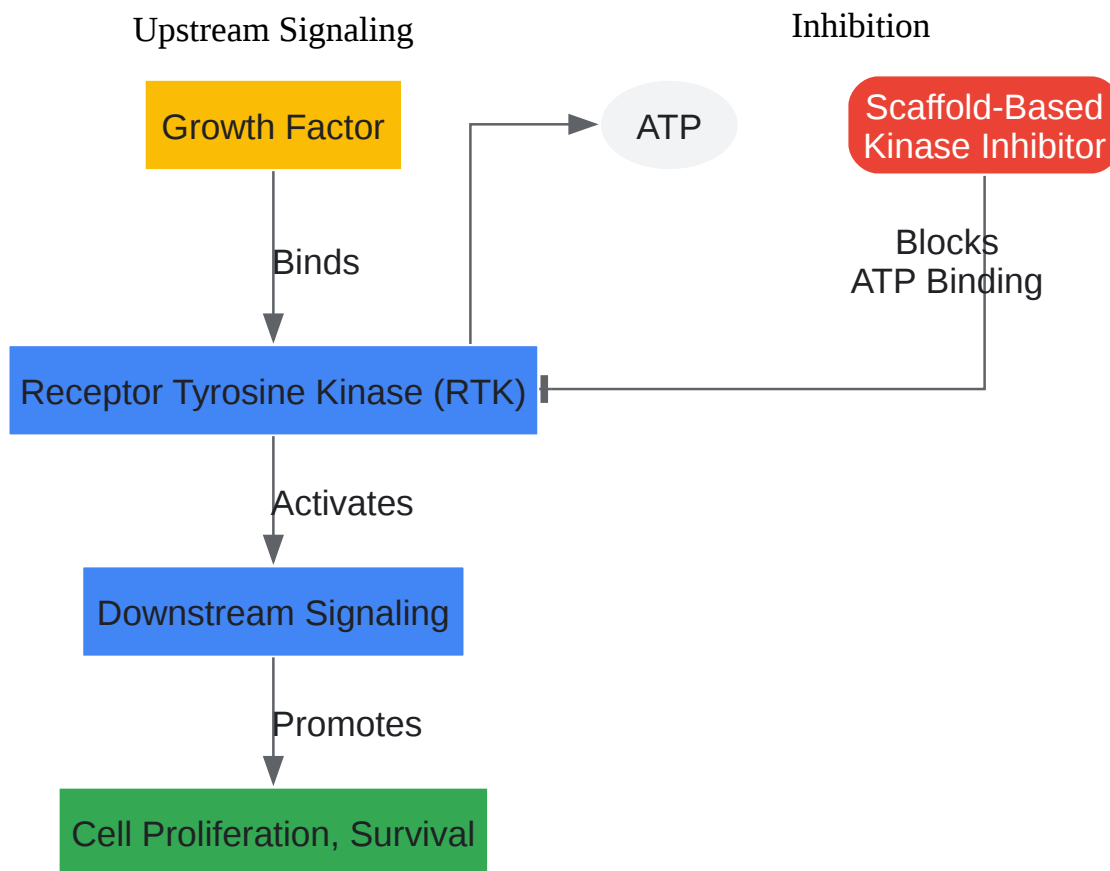 Upstream Signaling
Inhibition
Growth Factor
ATP
Scaffold-Based
Kinase Inhibitor
Binds
Blocks
ATP Binding
Receptor Tyrosine Kinase (RTK)
Activates
Downstream Signaling
Promotes
Cell Proliferation, Survival